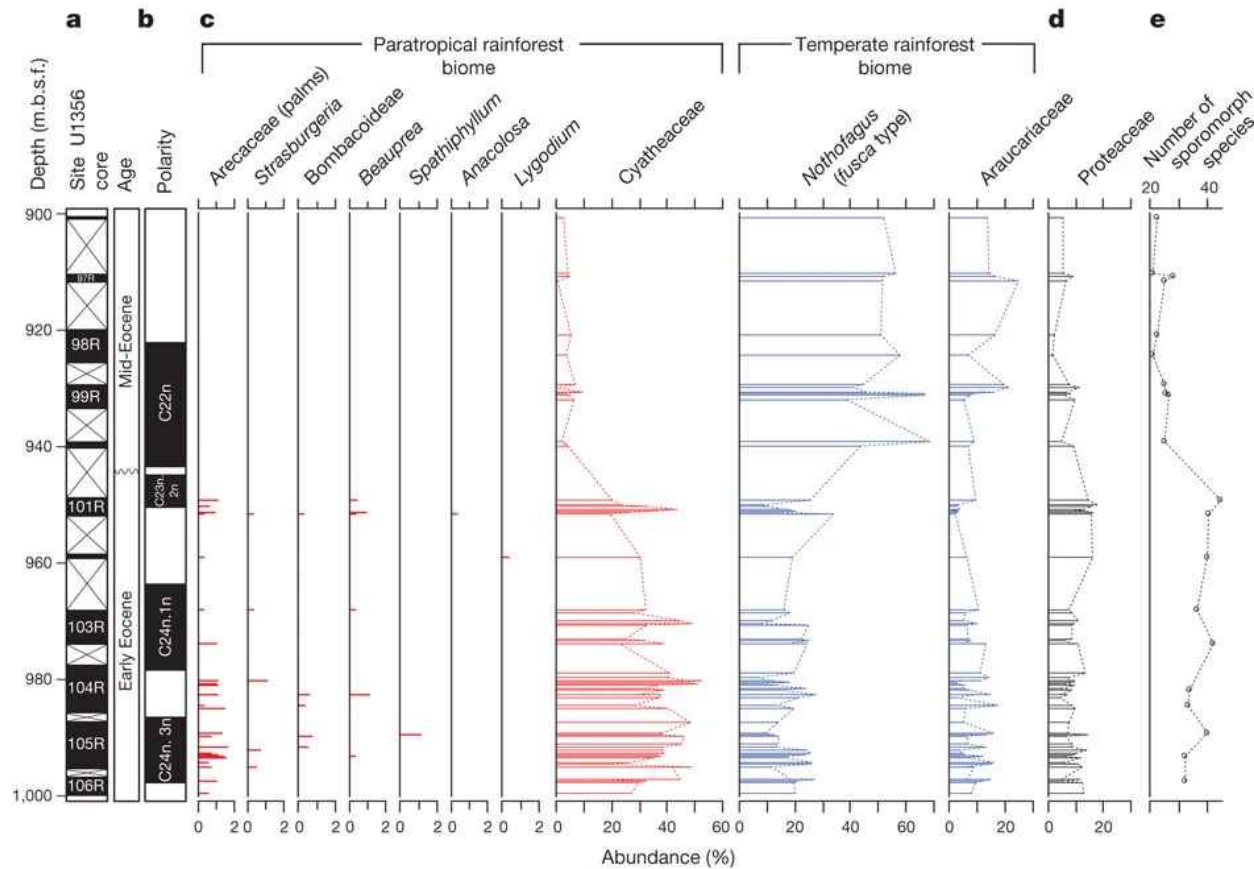 a b c d e
Paratropical rainforest
biome
Temperate rainforest
biome
Depth (m.b.s.f.)
Site U1356
core
Age
Polarity
Arecaceae (palms)
Strasburgeria
Bombacoideae
Beauprea
Spathiphyllum
Anacolosa
Lygodium
Cyatheaceae
Nothofagus
(fusca type)
Araucariaceae
Proteaceae
Number of
sporomorph
species
20 40
900
920
940
960
980
1,000
97R
98R
99R
101R
103R
104R
105R
106R
Mid-Eocene
Early Eocene
C22n
C23n.
2n
C24n.1n
C24n. 3n
0 2 0 2 0 2 0 2 0 2 0 2 0 2 0 20 40 60 0 20 40 60 0 20 0 20
Abundance (%)